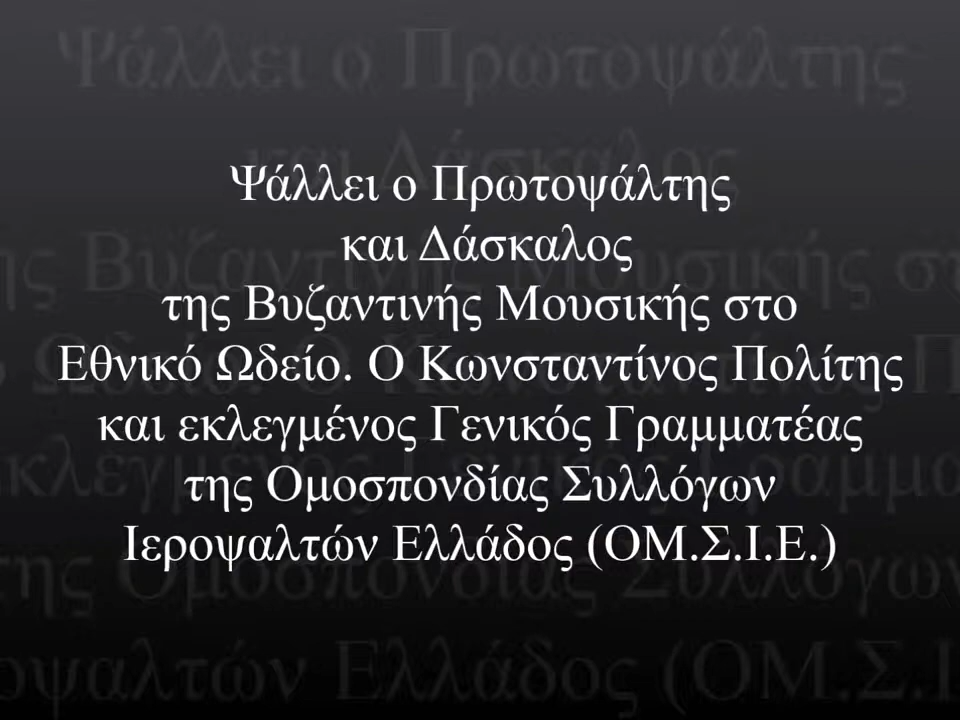 Ψάλλει ο Πρωτοψάλτης
και Δάσκαλος
της Βυζαντινής Μουσικής στο
Εθνικό Ωδείο. Ο Κωνσταντίνος Πολίτης
και εκλεγμένος Γενικός Γραμματέας
της Ομοσπονδίας Συλλόγων
Ιεροψαλτών Ελλάδος (ΟΜ.Σ.Ι.Ε.)